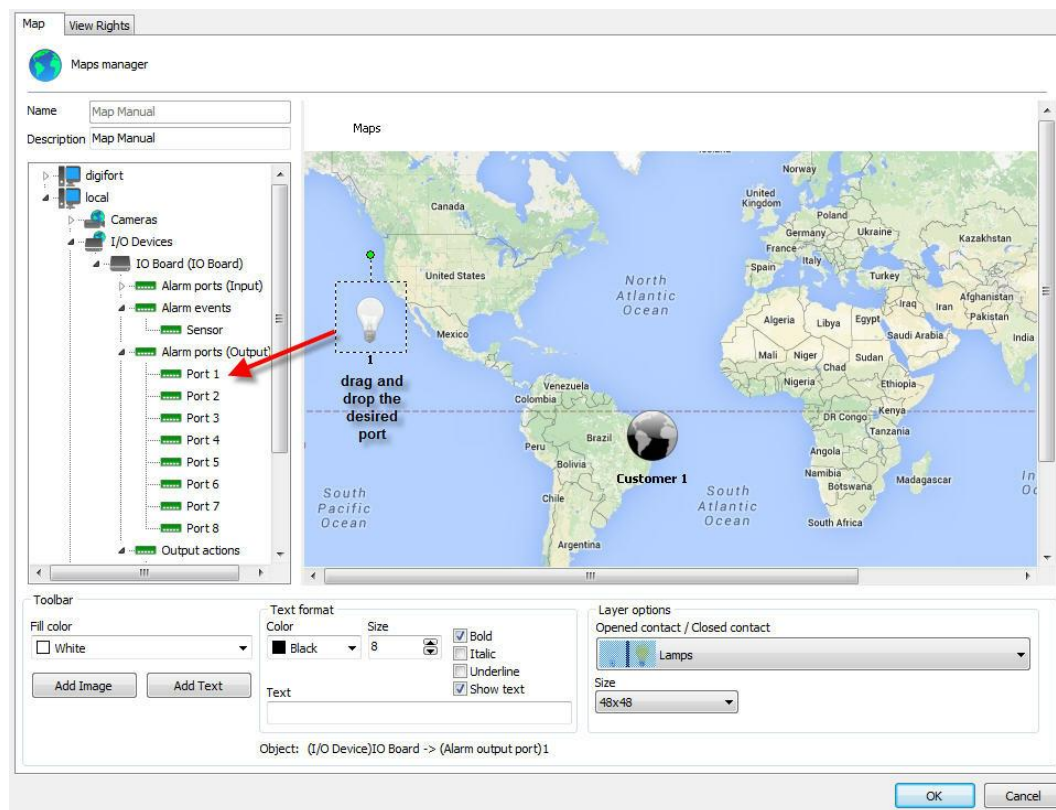 Map
View Rights
Maps manager
Name
Map Manual
Description
Map Manual
digifort
local
Cameras
I/O Devices
IO Board (IO Board)
Alarm ports (Input)
Alarm events
Sensor
Alarm ports (Output)
Port 1
Port 2
Port 3
Port 4
Port 5
Port 6
Port 7
Port 8
Output actions
Maps
Norway
Canada
United
Kingdom
Poland
Germany
Ukraine
Kazakhstan
France
Italy
Spain
Turkey
United States
North
Atlantic
Ocean
Afghanistan
Iraq
Iran
Pakistan
Algeria
Libya
Egypt
Saudi Arabia
India
Mexico
Mali
Niger
Sudan
Chad
1
drag and
drop the
desired
port
Nigeria
Ethiopia
Venezuela
Colombia
DR Congo
Kenya
Tanzania
Brazil
Peru
Angola
Bolivia
Namibia
Botswana
Madagascar
Customer 1
South
Pacific
Ocean
Chile
South
Atlantic
Ocean
South Africa
In
Oc
Argentina
Toolbar
Fill color
White
Add Image
Add Text
Text format
Color
Size
Black
8
Bold
Italic
Underline
Show text
Text
Layer options
Opened contact / Closed contact
Lamps
Size
48x48
Object: (I/O Device)IO Board -> (Alarm output port)1
OK
Cancel